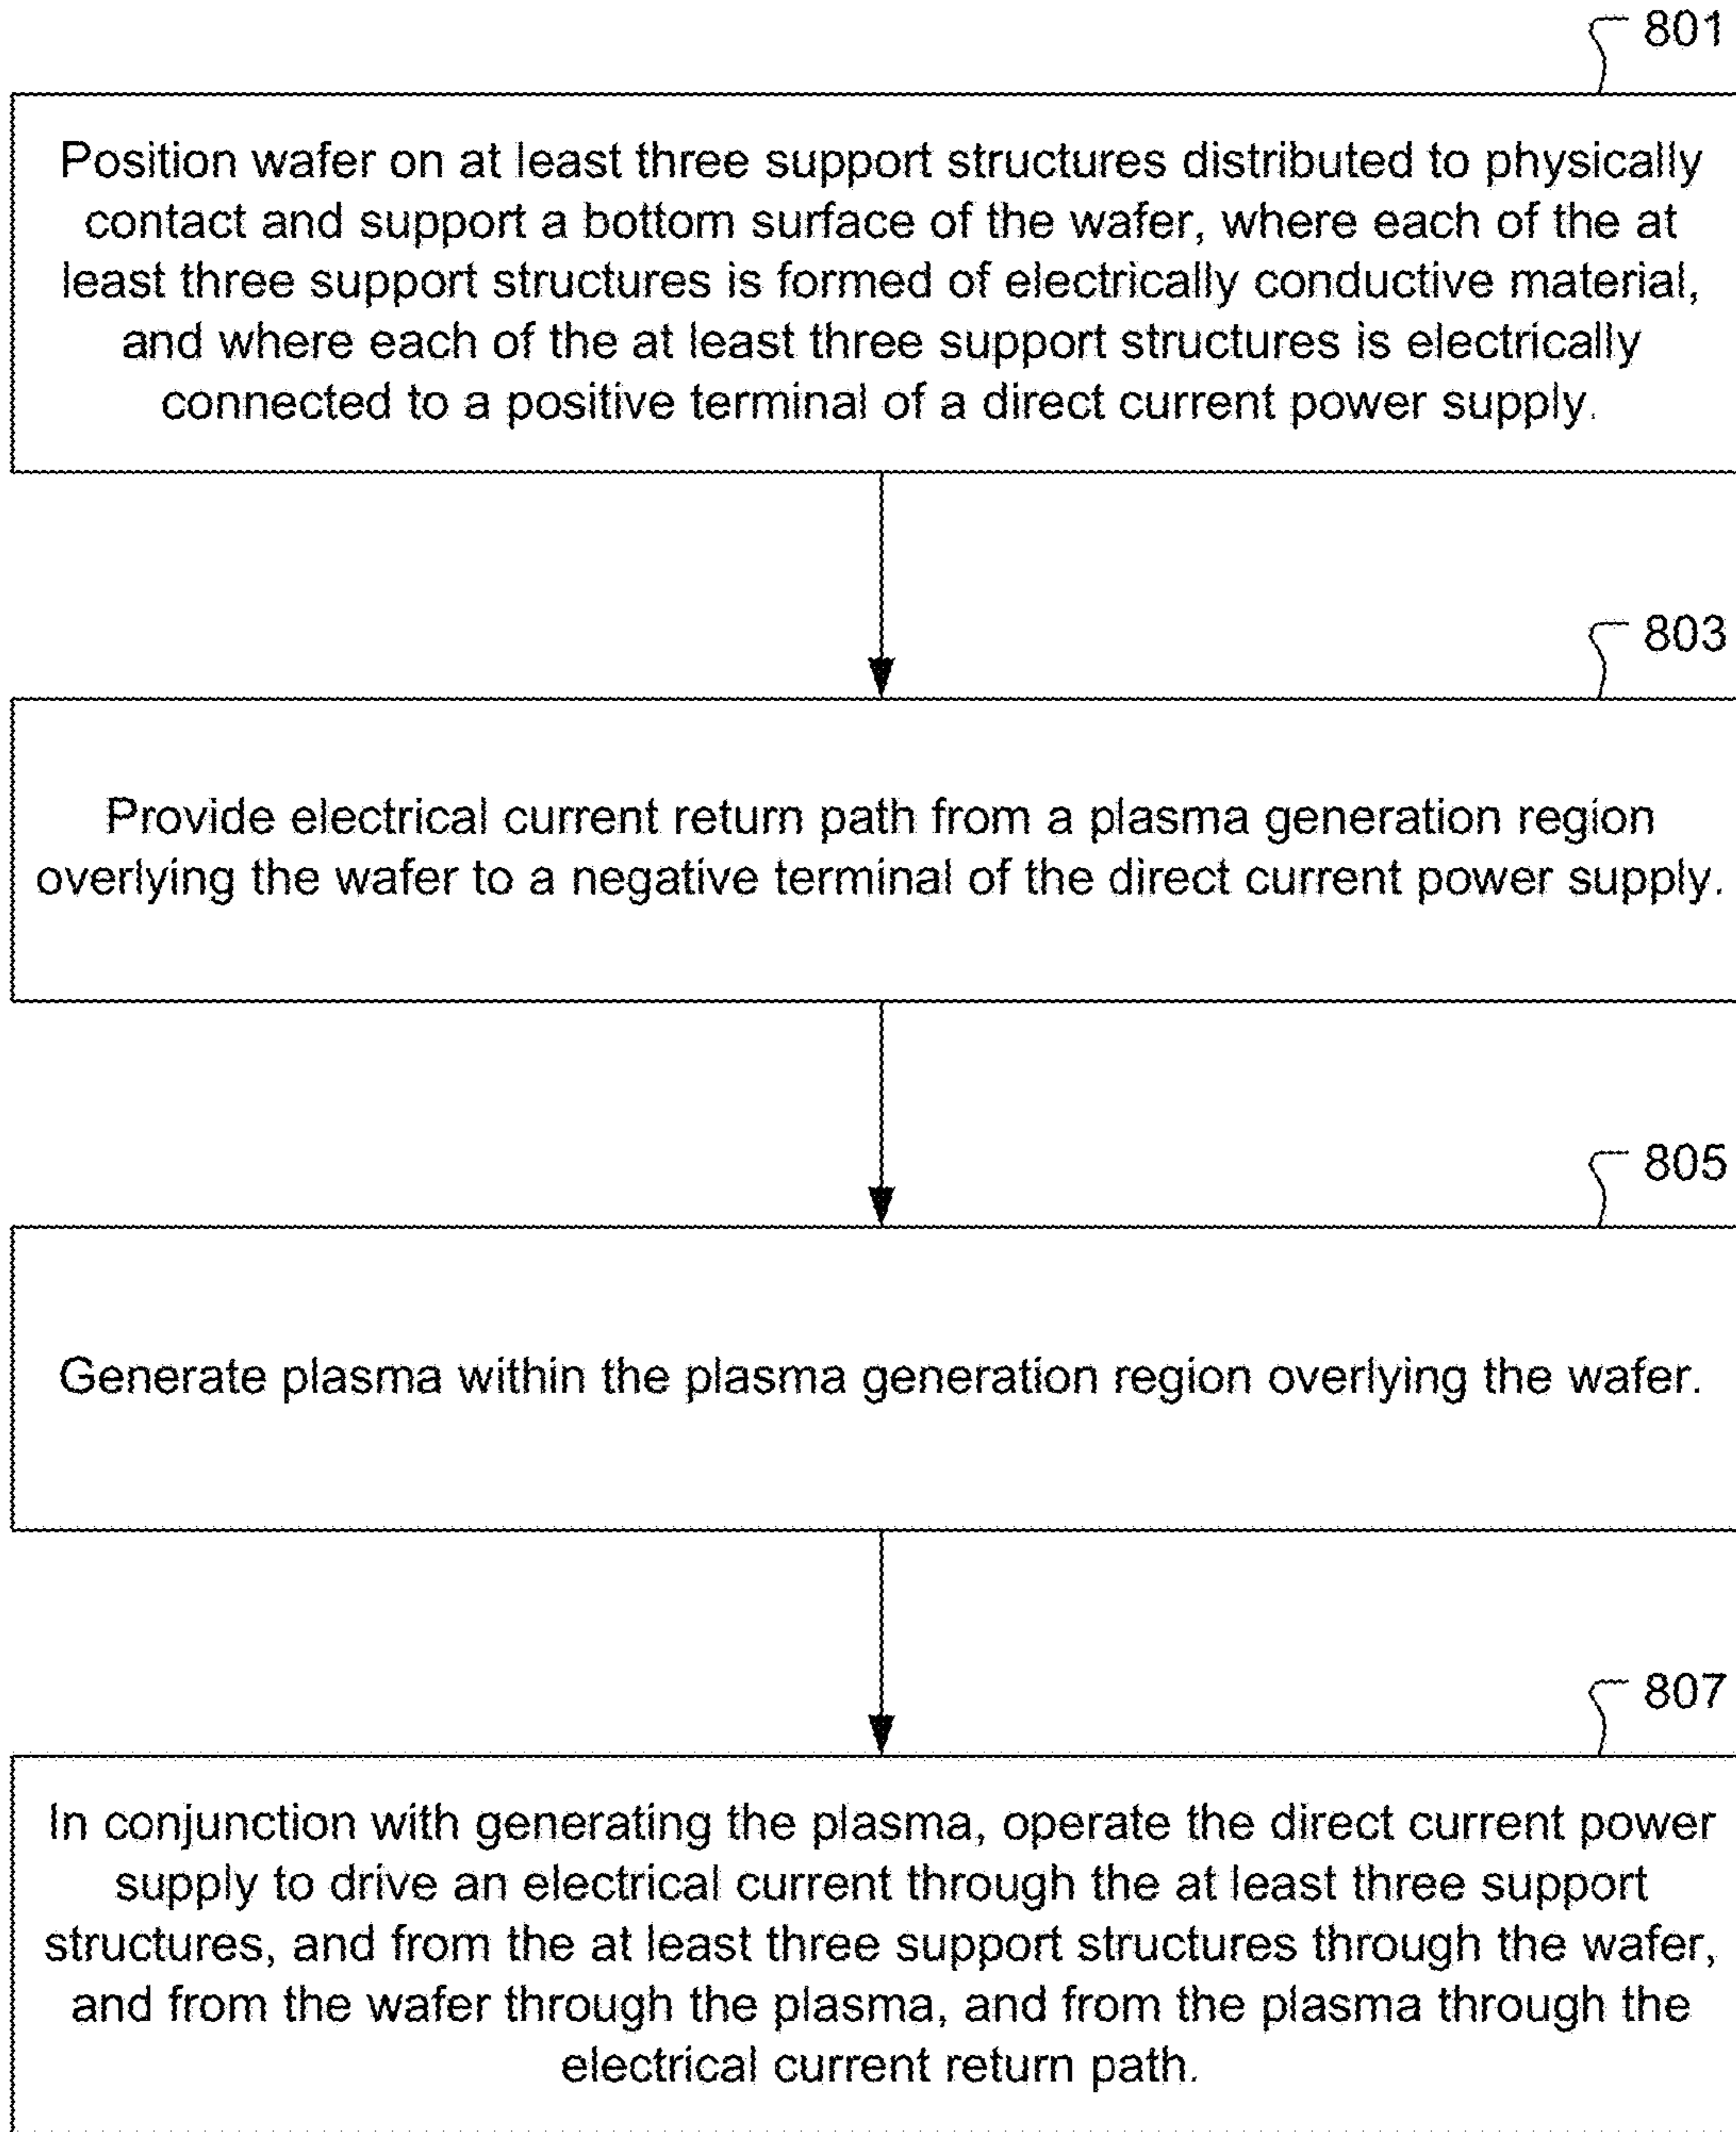 801
Position wafer on at least three support structures distributed to physically
contact and support a bottom surface of the wafer, where each of the at
least three support structures is formed of electrically conductive material,
and where each of the at least three support structures is electrically
connected to a positive terminal of a direct current power supply.
803
Provide electrical current return path from a plasma generation region
overlying the wafer to a negative terminal of the direct current power supply.
805
Generate plasma within the plasma generation region overlying the wafer.
807
In conjunction with generating the plasma, operate the direct current power
supply to drive an electrical current through the at least three support
structures, and from the at least three support structures through the wafer,
and from the wafer through the plasma, and from the plasma through the
electrical current return path.